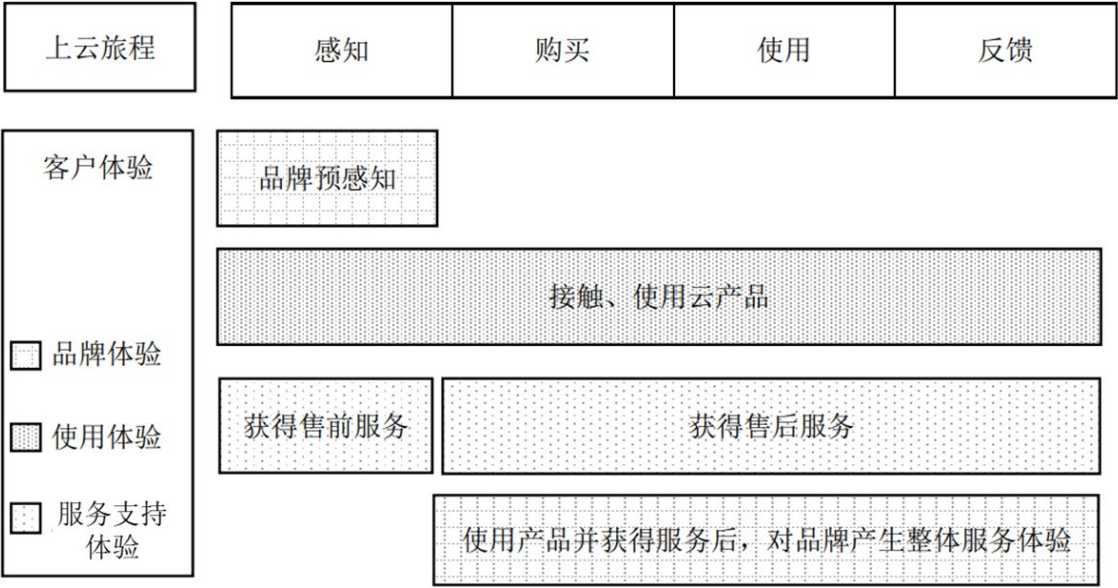 上云旅程
感知
购买
使用
反馈
客户体验
品牌预感知
接触、使用云产品
品牌体验
获得售前服务
获得售后服务
使用体验
服务支持
体验
使用产品并获得服务后，对品牌产生整体服务体验